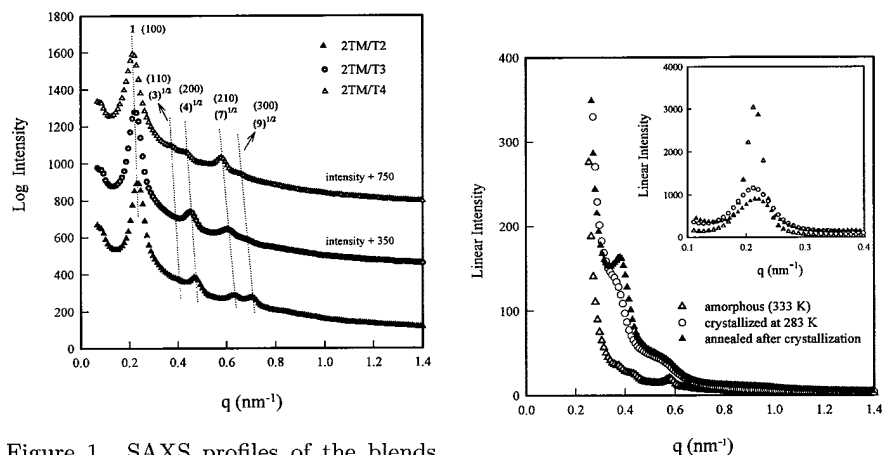 1800
1600
1400
1200
1000
800
600
400
200
0
Log Intensity
1 (100)
(110)
(3)^1/2
(200)
(4)^1/2
(210)
(7)^1/2
(300)
(9)^1/2
▲ 2TM/T2
2TM/T3
△ 2TM/T4
intensity + 750
intensity + 350
0.0 0.2 0.4 0.6 0.8 1.0 1.2 1.4
q (nm⁻¹)
Figure 1. SAXS profiles of the blends
400
350
300
250
200
150
100
50
0
Linear Intensity
4000
3000
2000
1000
0
Linear Intensity
0.1 0.2 0.3 0.4
q (nm⁻¹)
△ amorphous (333 K)
○ crystallized at 283 K
▲ annealed after crystallization
0.0 0.2 0.4 0.6 0.8 1.0 1.2 1.4
q (nm⁻¹)